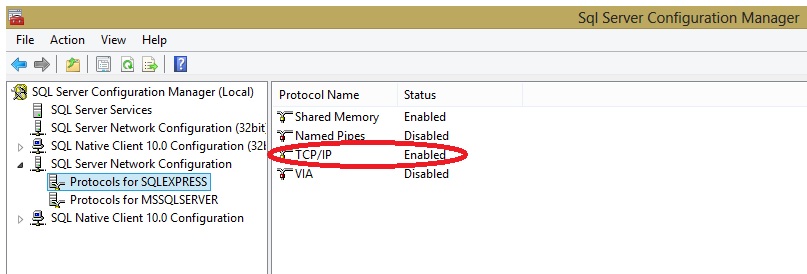 Sql Server Configuration Manager
File Action View Help
SQL Server Configuration Manager (Local)
SQL Server Services
SQL Server Network Configuration (32bit
SQL Native Client 10.0 Configuration (32
SQL Server Network Configuration
Protocols for SQLEXPRESS
Protocols for MSSQLSERVER
SQL Native Client 10.0 Configuration
Protocol Name Status
Shared Memory Enabled
Named Pipes Disabled
TCP/IP Enabled
VIA Disabled